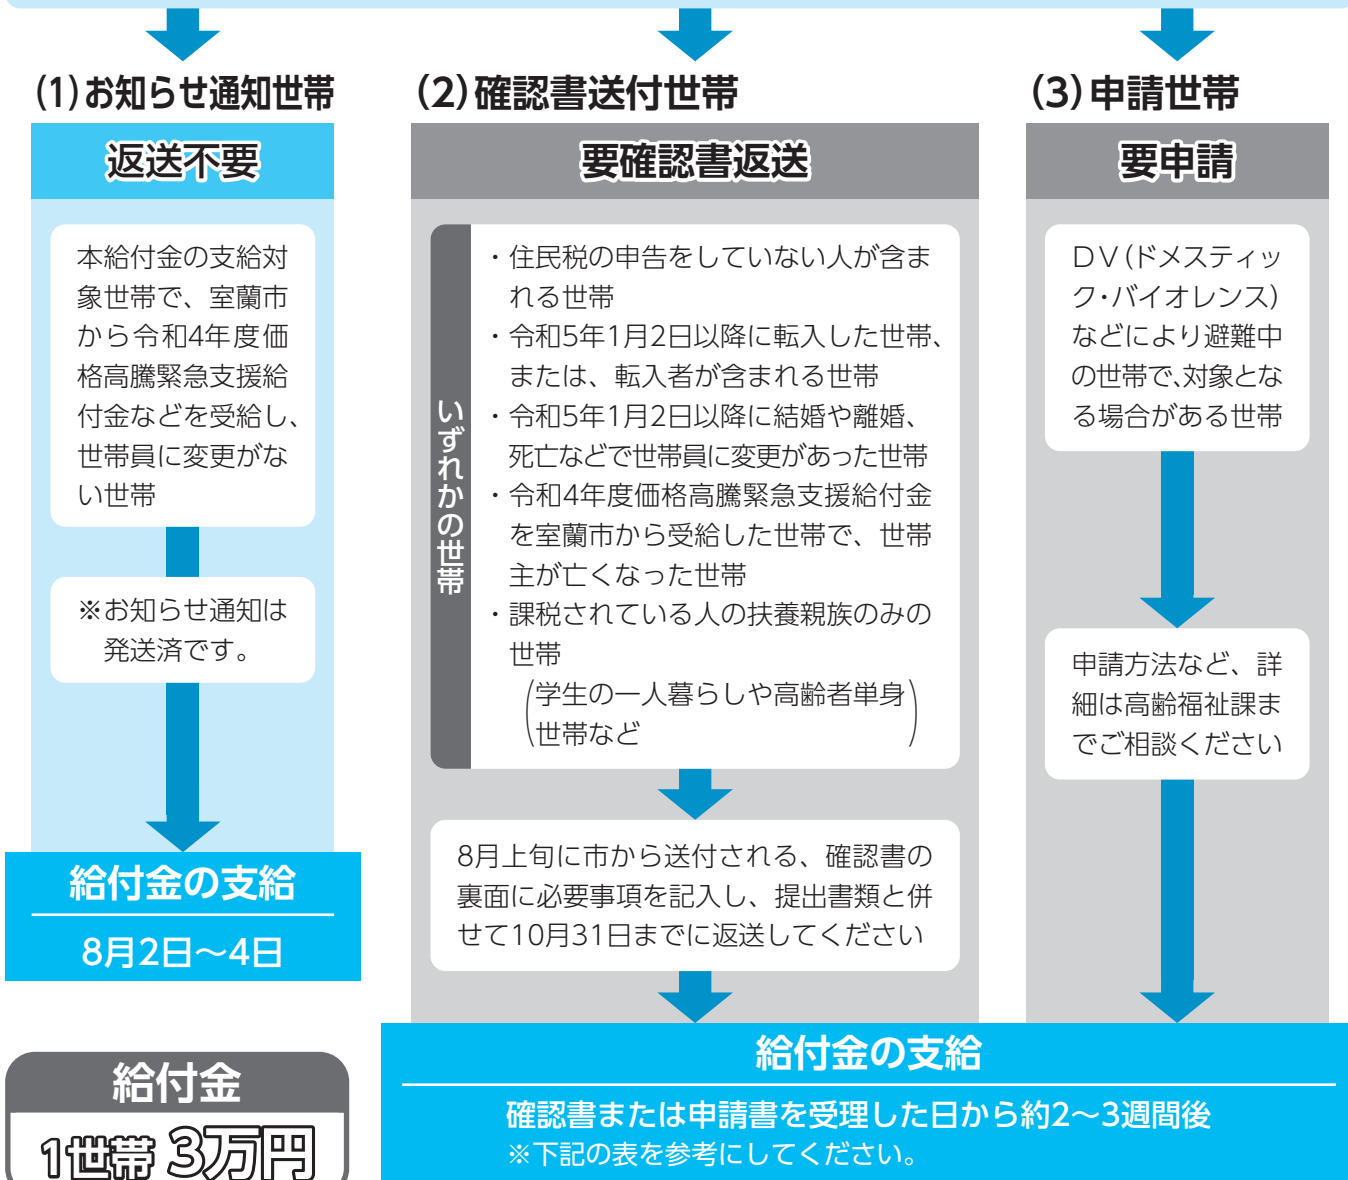 (1)お知らせ通知世帯
返送不要
本給付金の支給対
象世帯で、室蘭市
から令和4年度価
格高騰緊急支援給
付金などを受給し、
世帯員に変更がな
い世帯
※お知らせ通知は
発送済です。
給付金の支給
8月2日～4日
給付金
1世帯 3万円
(2)確認書送付世帯
要確認書返送
いずれかの世帯
・住民税の申告をしていない人が含ま
れる世帯
・令和5年1月2日以降に転入した世帯、
または、転入者が含まれる世帯
・令和5年1月2日以降に結婚や離婚、
死亡などで世帯員に変更があった世帯
・令和4年度価格高騰緊急支援給付金
を室蘭市から受給した世帯で、世帯
主が亡くなった世帯
・課税されている人の扶養親族のみの
世帯
(学生の一人暮らしや高齢者単身
世帯など)
8月上旬に市から送付される、確認書の
裏面に必要事項を記入し、提出書類と併
せて10月31日までに返送してください
(3)申請世帯
要申請
ＤＶ(ドメスティッ
ク・バイオレンス)
などにより避難中
の世帯で、対象とな
る場合がある世帯
申請方法など、詳
細は高齢福祉課ま
でご相談ください
給付金の支給
確認書または申請書を受理した日から約2～3週間後
※下記の表を参考にしてください。